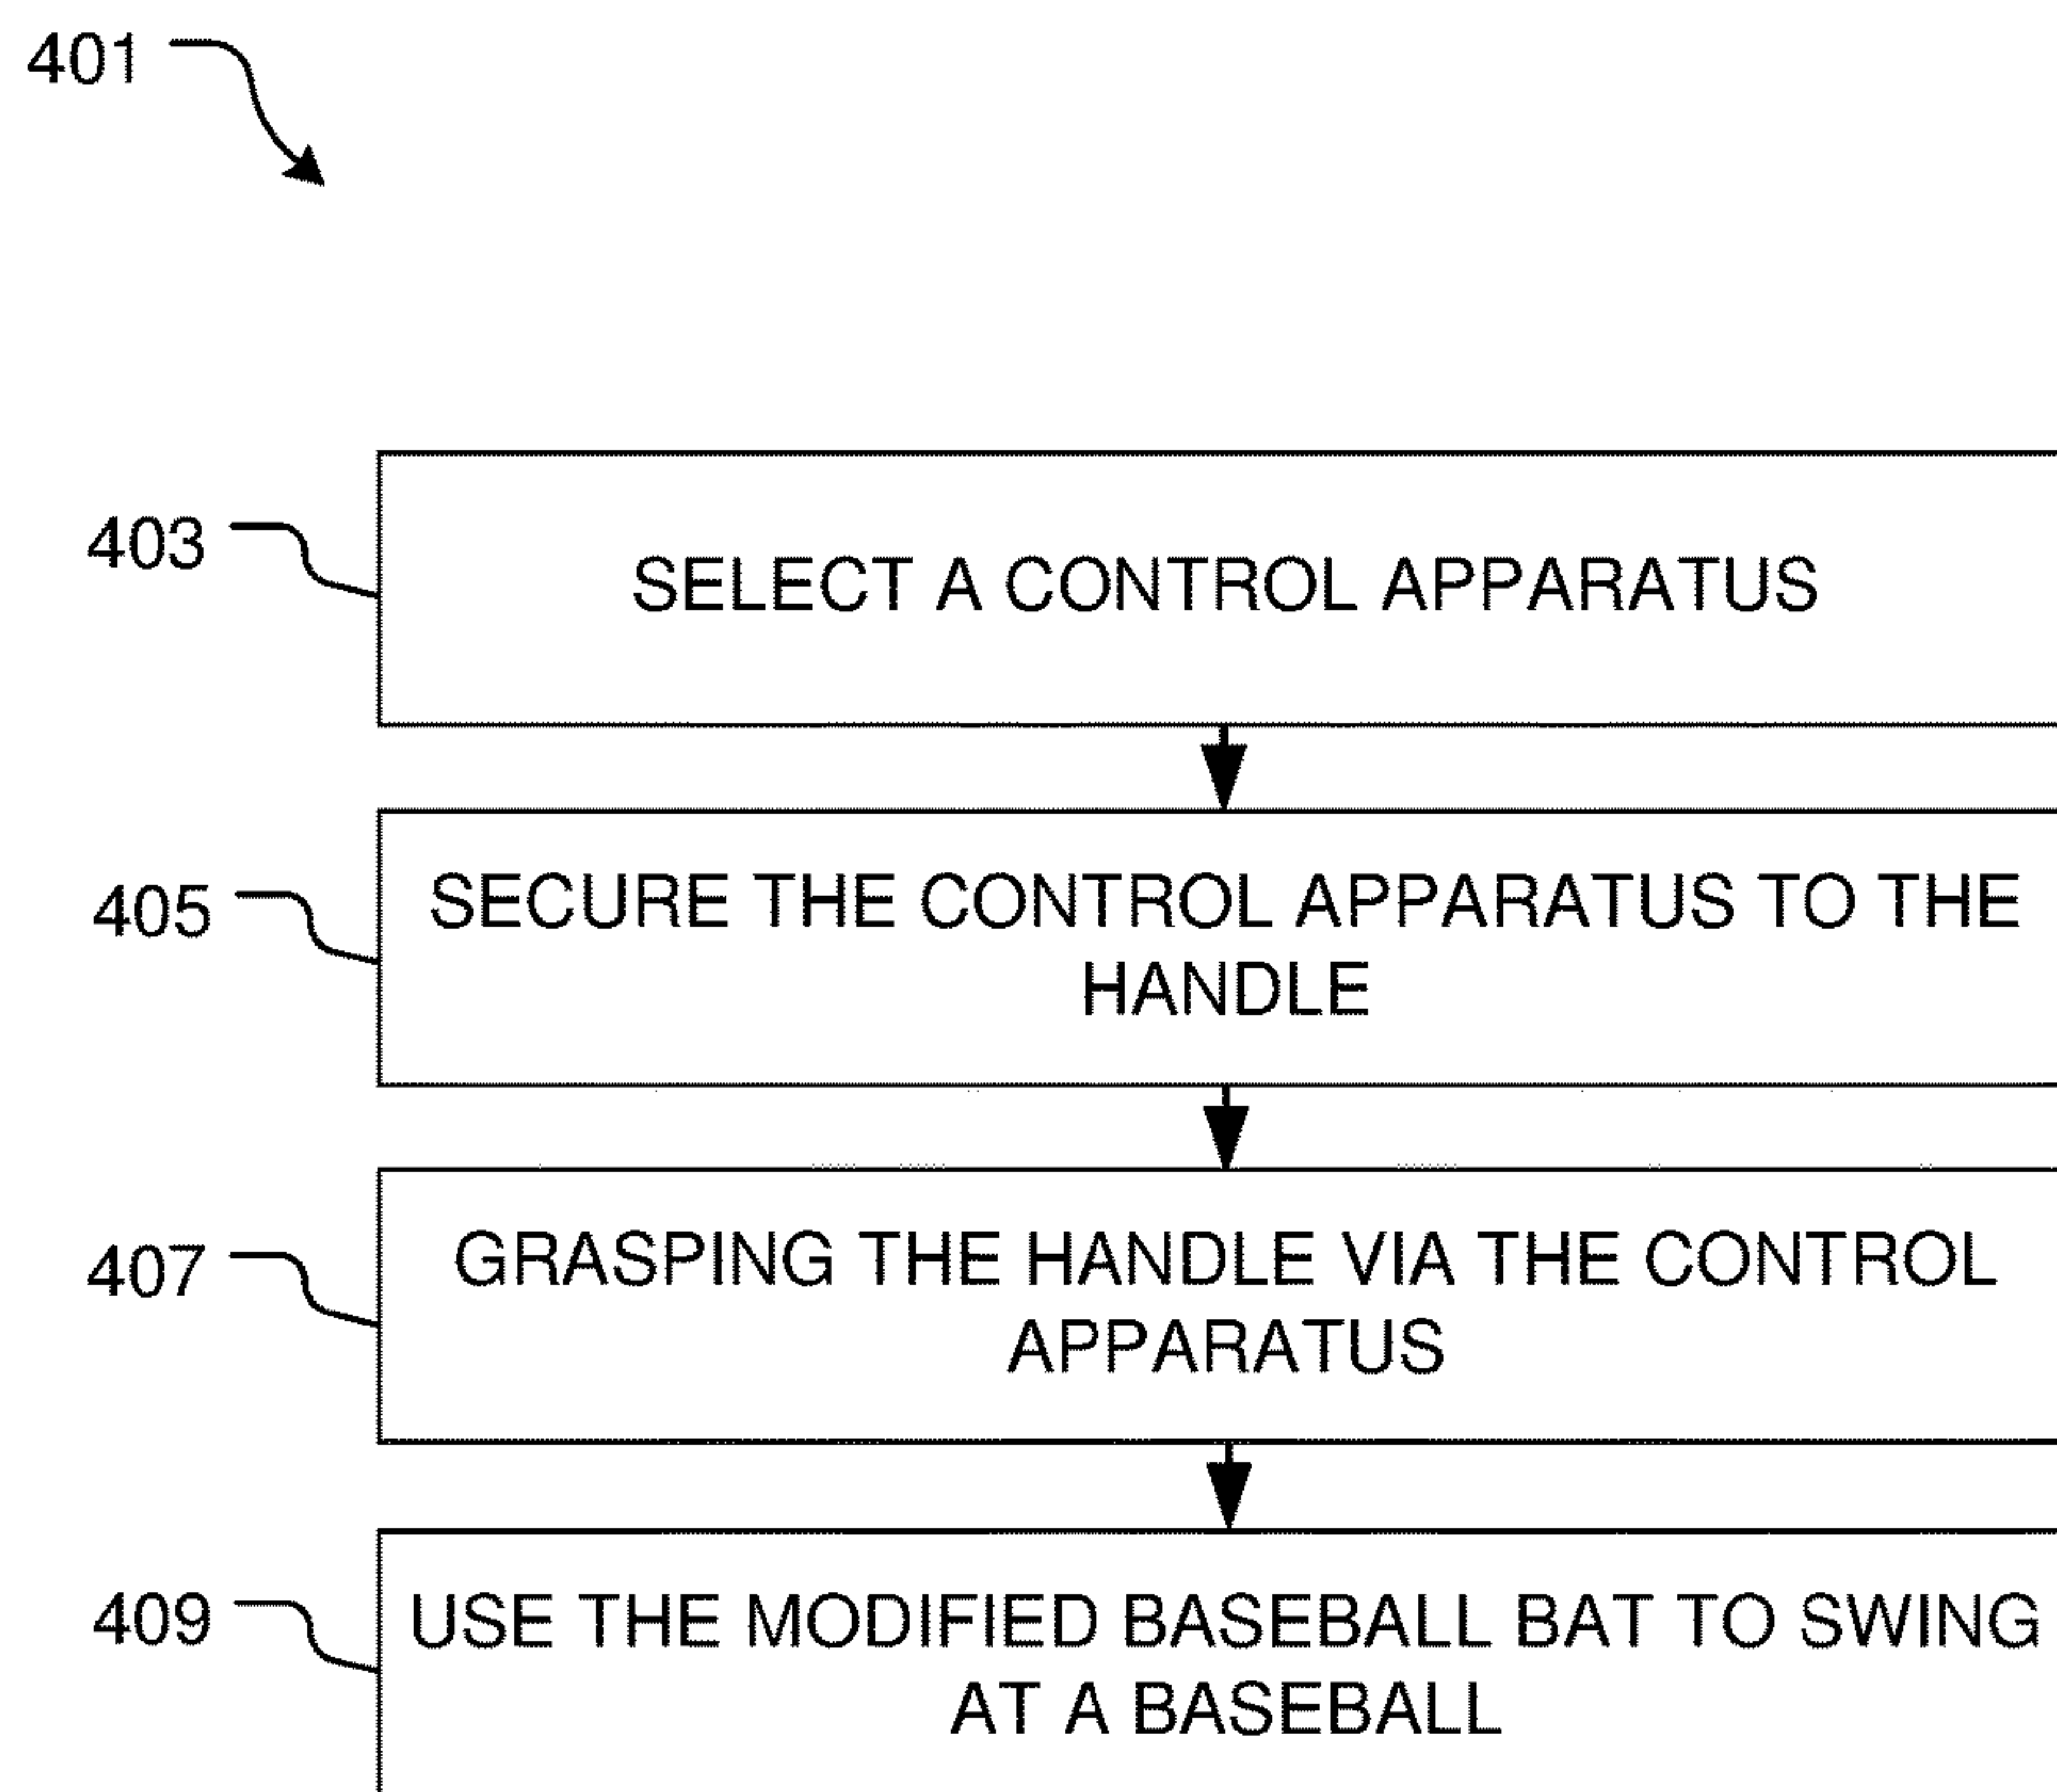 401
403
SELECT A CONTROL APPARATUS
405
SECURE THE CONTROL APPARATUS TO THE
HANDLE
407
GRASPING THE HANDLE VIA THE CONTROL
APPARATUS
409
USE THE MODIFIED BASEBALL BAT TO SWING
AT A BASEBALL